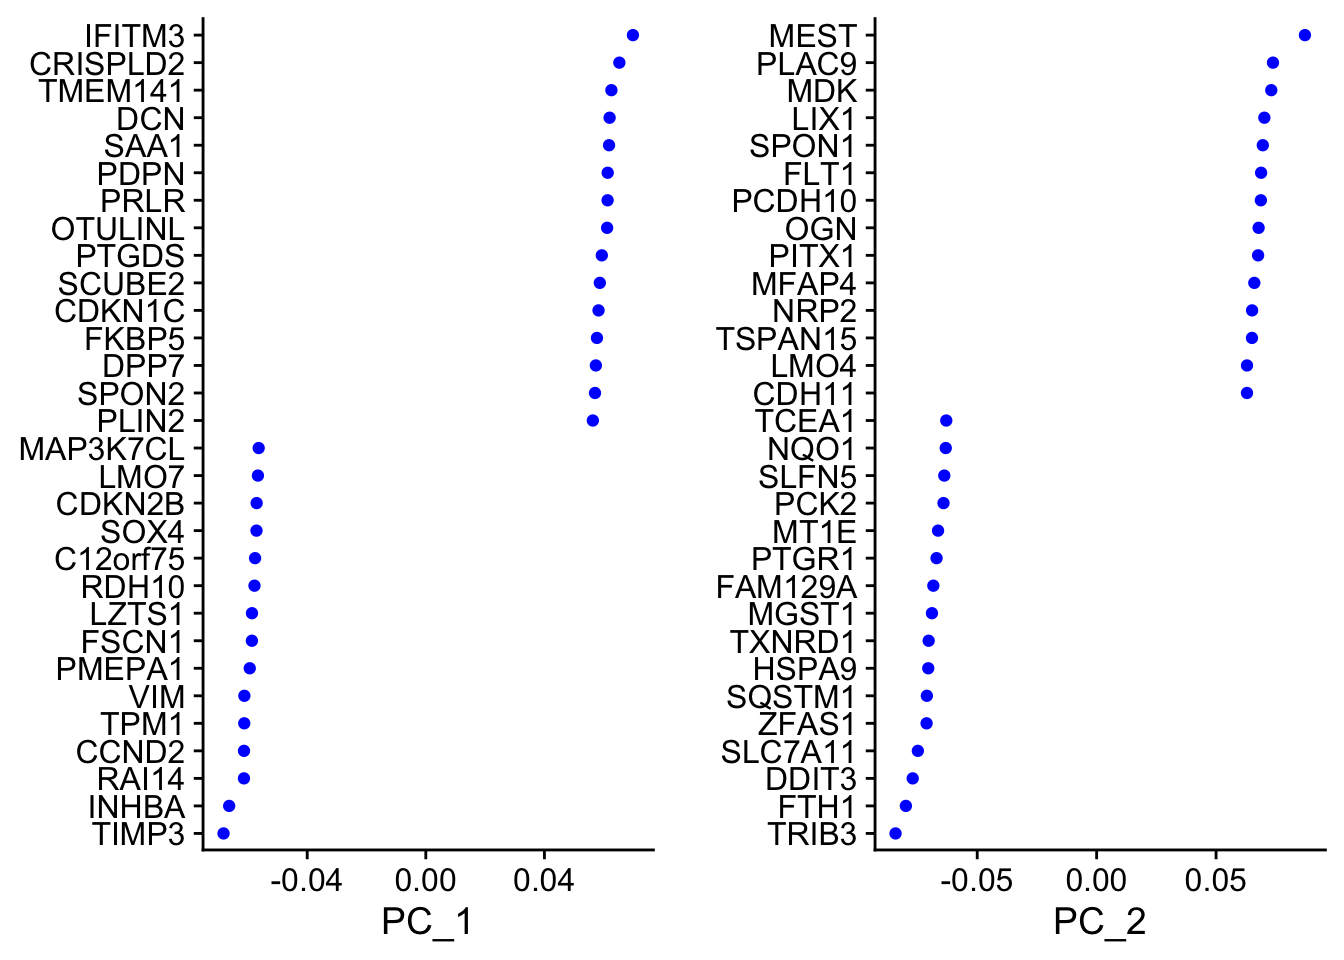 IFITM3
CRISPLD2
TMEM141
DCN
SAA1
PDPN
PRLR
OTULINL
PTGDS
SCUBE2
CDKN1C
FKBP5
DPP7
SPON2
PLIN2
MAP3K7CL
LMO7
CDKN2B
SOX4
C12orf75
RDH10
LZTS1
FSCN1
PMEPA1
VIM
TPM1
CCND2
RAI14
INHBA
TIMP3
-0.04 0.00 0.04
PC_1
MEST
PLAC9
MDK
LIX1
SPON1
FLT1
PCDH10
OGN
PITX1
MFAP4
NRP2
TSPAN15
LMO4
CDH11
TCEA1
NQO1
SLFN5
PCK2
MT1E
PTGR1
FAM129A
MGST1
TXNRD1
HSPA9
SQSTM1
ZFAS1
SLC7A11
DDIT3
FTH1
TRIB3
-0.05 0.00 0.05
PC_2